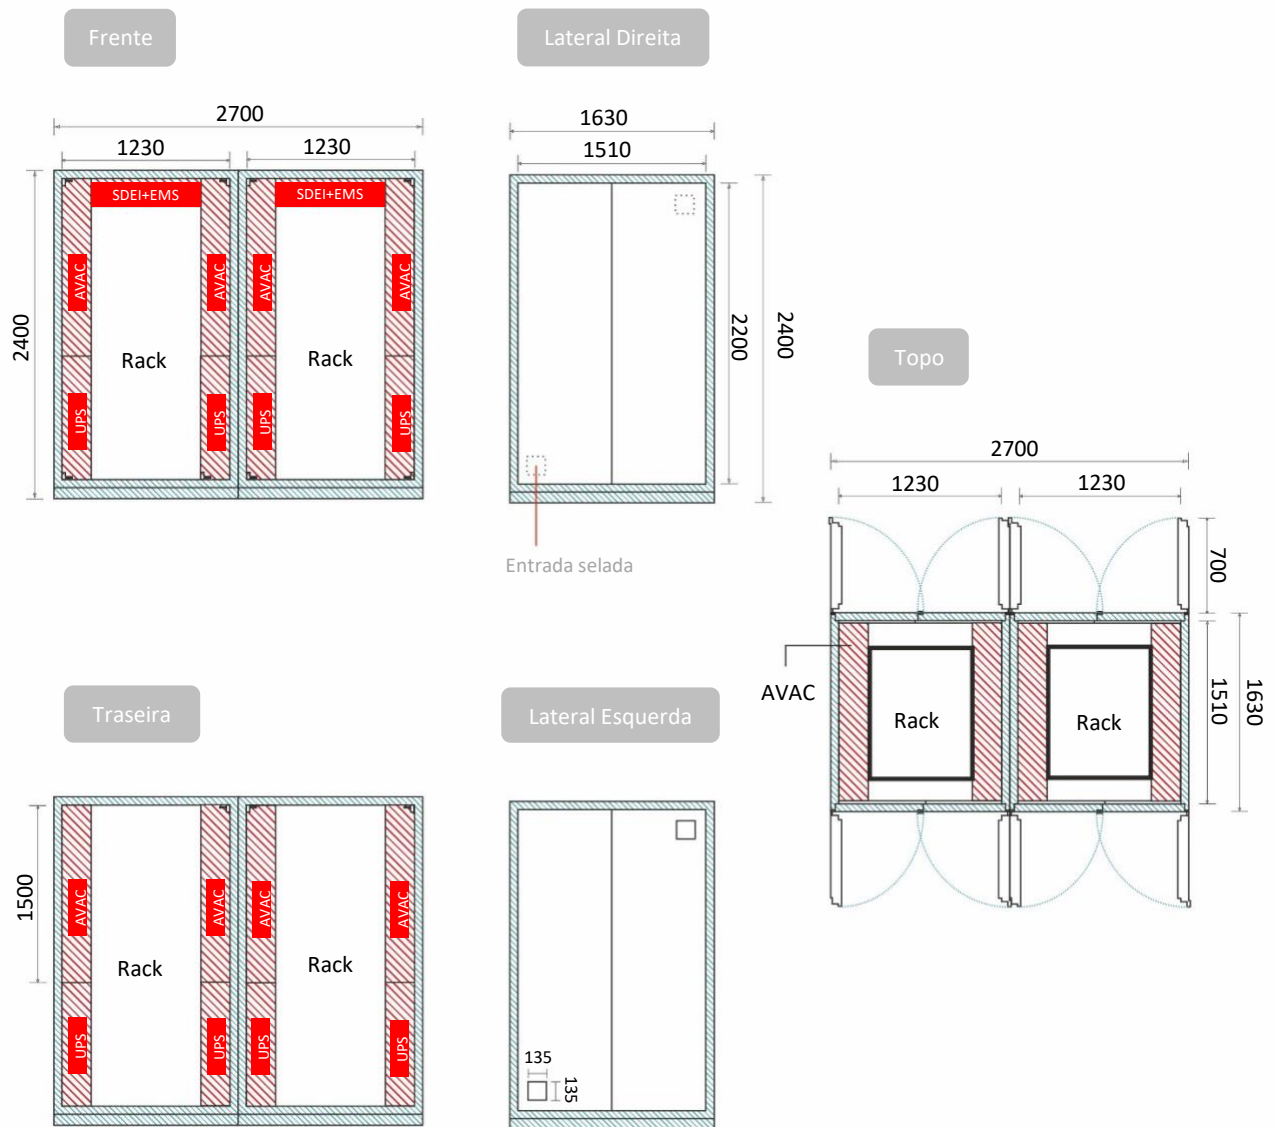 Frente
2700
1230
1230
2400
SDEI+EMS
SDEI+EMS
AVAC
AVAC
AVAC
AVAC
Rack
Rack
UPS
UPS
UPS
UPS
Lateral Direita
1630
1510
2200
2400
Entrada selada
Topo
2700
1230
1230
700
AVAC
Rack
Rack
1510
1630
Traseira
1500
AVAC
AVAC
AVAC
AVAC
Rack
Rack
UPS
UPS
UPS
UPS
Lateral Esquerda
135
135